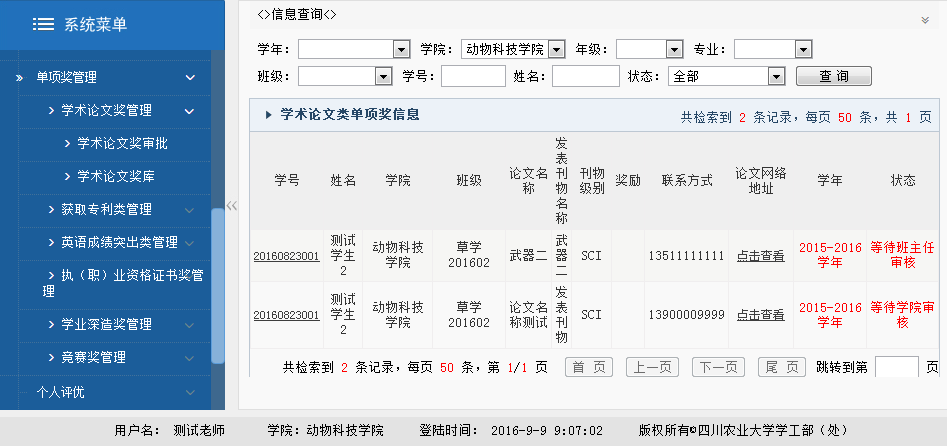 系统菜单
单项奖管理
学术论文奖管理
学术论文奖审批
学术论文奖库
获取专利类管理
英语成绩突出类管理
执（职）业资格证书奖管
理
学业深造奖管理
竞赛奖管理
个人评优
<>信息查询<>
学年： 学院： 动物科技学院 年级： 专业：
班级： 学号： 姓名： 状态： 全部 查 询
学术论文类单项奖信息 共检索到 2 条记录，每页 50 条，共 1 页
学号 姓名 学院 班级 论文名称 发表刊物名称 刊物级别 奖励 联系方式 论文网络地址 学年 状态
20160823001 测试学生2 动物科技学院 草学201602 武器二 武器二 SCI 13511111111 点击查看 2015-2016学年 等待班主任审核
20160823001 测试学生2 动物科技学院 草学201602 论文名称测试 发表刊物 SCI 13900009999 点击查看 2015-2016学年 等待学院审核
共检索到 2 条记录，每页 50 条，第 1/1 页 首 页 上一页 下一页 尾 页 跳转到第 页
用户名： 测试老师 学院：动物科技学院 登陆时间： 2016-9-9 9:07:02 版权所有©四川农业大学学工部（处）